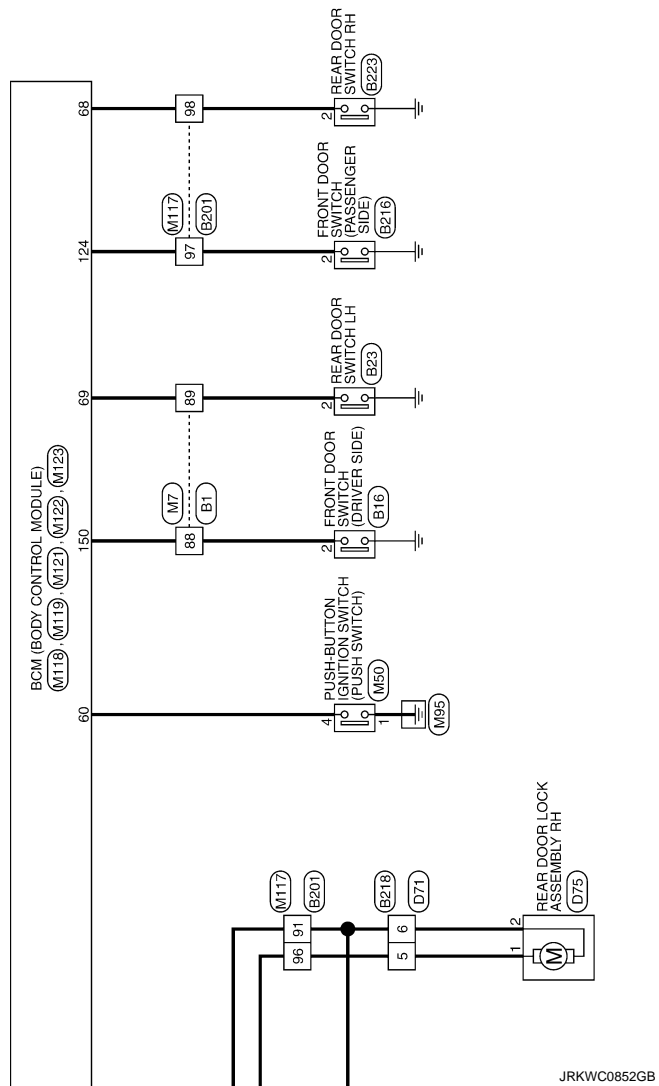 BCM (BODY CONTROL MODULE)
M118 , M119 , M121 , M122 , M123
60
150
69
124
68
M7
B1
88
89
M117
B201
97
98
4
1
PUSH-BUTTON
IGNITION SWITCH
(PUSH SWITCH)
M50
M95
2
FRONT DOOR
SWITCH
(DRIVER SIDE)
B16
2
REAR DOOR
SWITCH LH
B23
2
FRONT DOOR
SWITCH
(PASSENGER
SIDE)
B216
2
REAR DOOR
SWITCH RH
B223
M117
B201
96
91
B218
D71
5
6
1
2
M
REAR DOOR LOCK
ASSEMBLY RH
D75
JRKWC0852GB